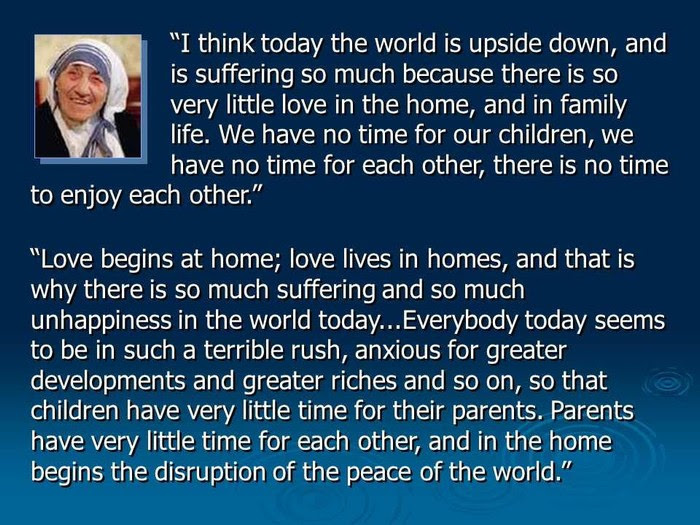 “I think today the world is upside down, and
is suffering so much because there is so
very little love in the home, and in family
life. We have no time for our children, we
have no time for each other, there is no time
to enjoy each other.”
“Love begins at home; love lives in homes, and that is
why there is so much suffering and so much
unhappiness in the world today...Everybody today seems
to be in such a terrible rush, anxious for greater
developments and greater riches and so on, so that
children have very little time for their parents. Parents
have very little time for each other, and in the home
begins the disruption of the peace of the world.”